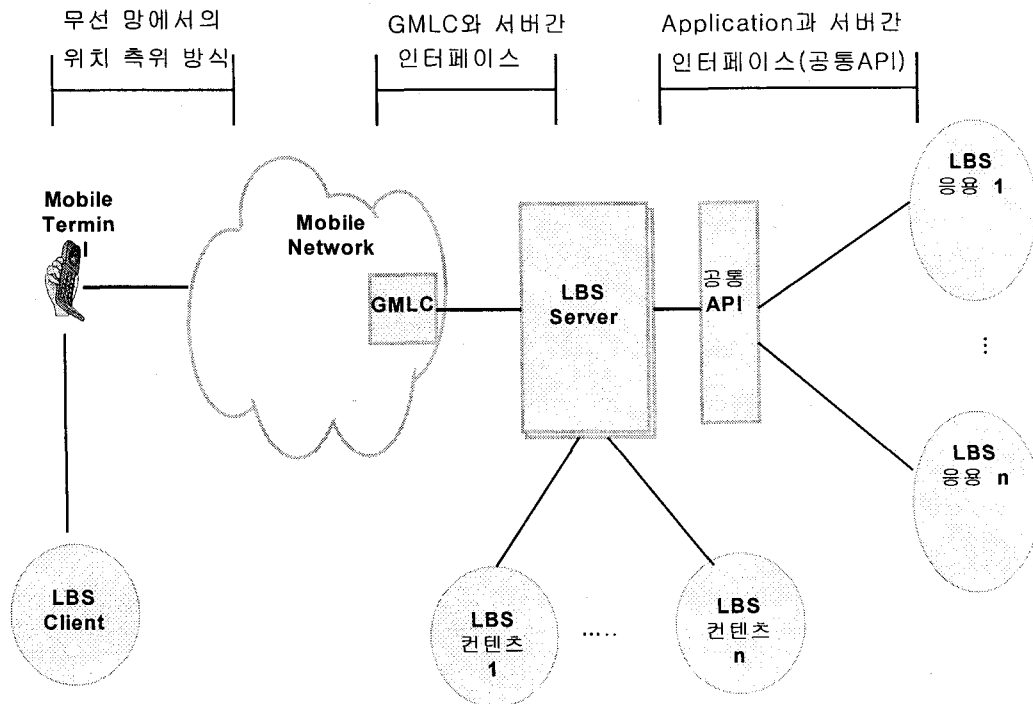 무선 망에서의
위치 측위 방식
GMLC와 서버간
인터페이스
Application과 서버간
인터페이스(공통API)
Mobile
Termin
l
Mobile
Network
GMLC
LBS
Server
공통
API
LBS
응용 1
⋮
LBS
응용 n
LBS
Client
LBS
컨텐츠
1
.....
LBS
컨텐츠
n